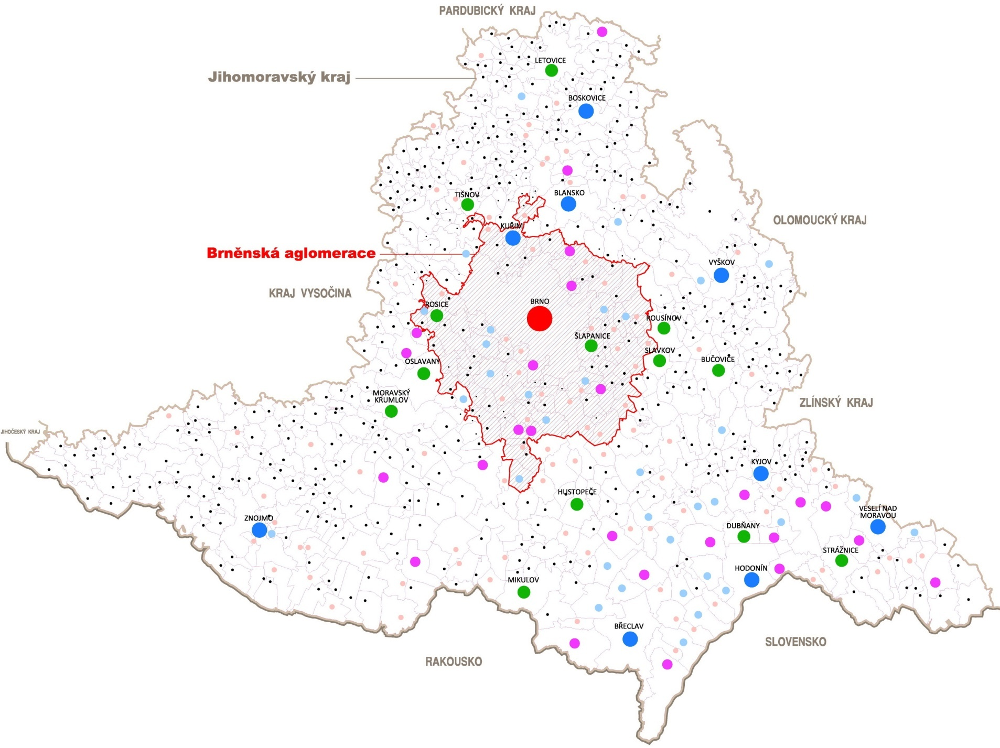 PARDUBICKÝ KRAJ
LETOVICE
Jihomoravský kraj
BOSKOVICE
TIŠNOV
BLANSKO
OLOMOUCKÝ KRAJ
KUŘIM
Brněnská aglomerace
VYŠKOV
KRAJ VYSOČINA
ROSICE
BRNO
ROUSÍNOV
ŠLAPANICE
SLAVKOV
OSLAVANY
BUČOVICE
MORAVSKÝ
KRUMLOV
ZLÍNSKÝ KRAJ
JIHOČESKÝ KRAJ
KYJOV
HUSTOPEČE
VESELÍ NAD
MORAVOU
ZNOJMO
DUBŇANY
STRÁŽNICE
HODONÍN
MIKULOV
BŘECLAV
SLOVENSKO
RAKOUSKO